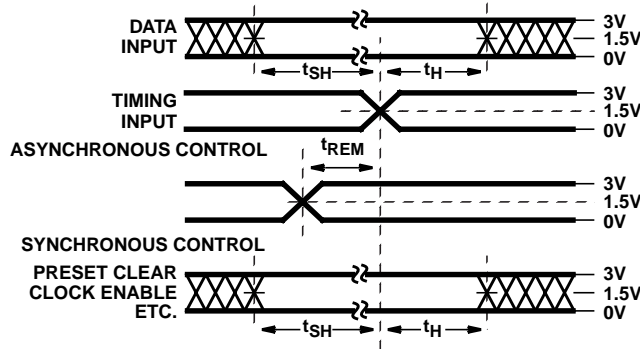 DATA
INPUT
3V
1.5V
0V
tSH
tH
TIMING
INPUT
3V
1.5V
0V
ASYNCHRONOUS CONTROL
tREM
3V
1.5V
0V
SYNCHRONOUS CONTROL
PRESET CLEAR
CLOCK ENABLE
ETC.
3V
1.5V
0V
tSH
tH